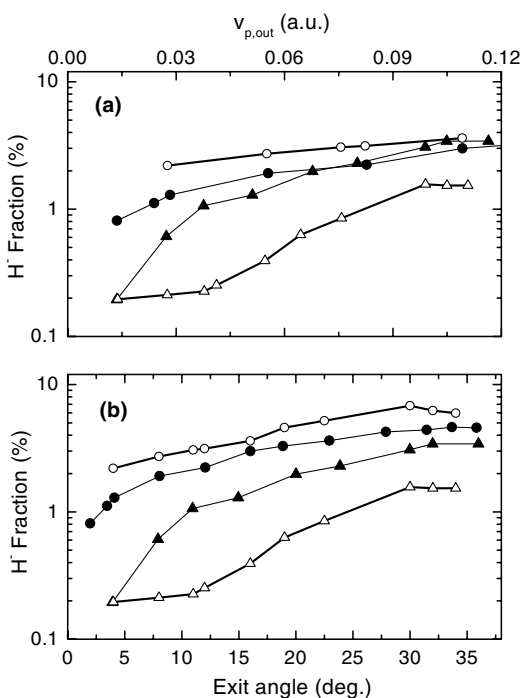 v_p,out (a.u.)
0.00 0.03 0.06 0.09 0.12
(a)
10
1
0.1
H⁻ Fraction (%)
(b)
10
1
0.1
H⁻ Fraction (%)
0 5 10 15 20 25 30 35
Exit angle (deg.)